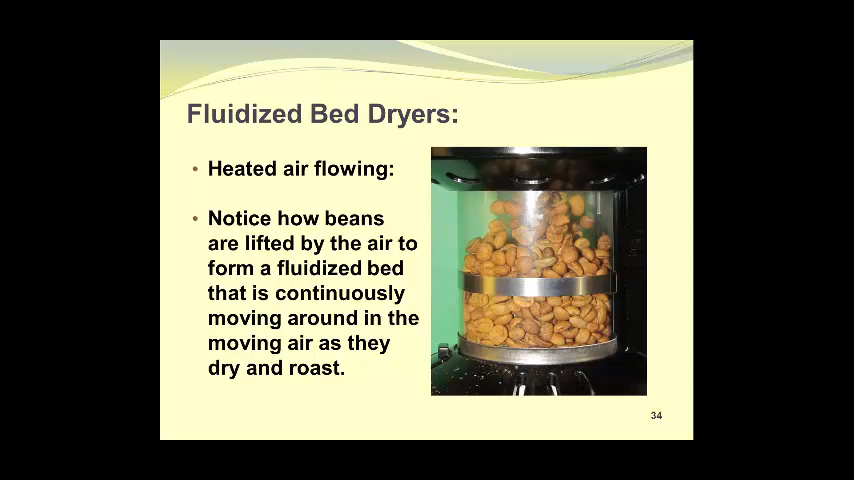 Fluidized Bed Dryers:
• Heated air flowing:
• Notice how beans
are lifted by the air to
form a fluidized bed
that is continuously
moving around in the
moving air as they
dry and roast.
34